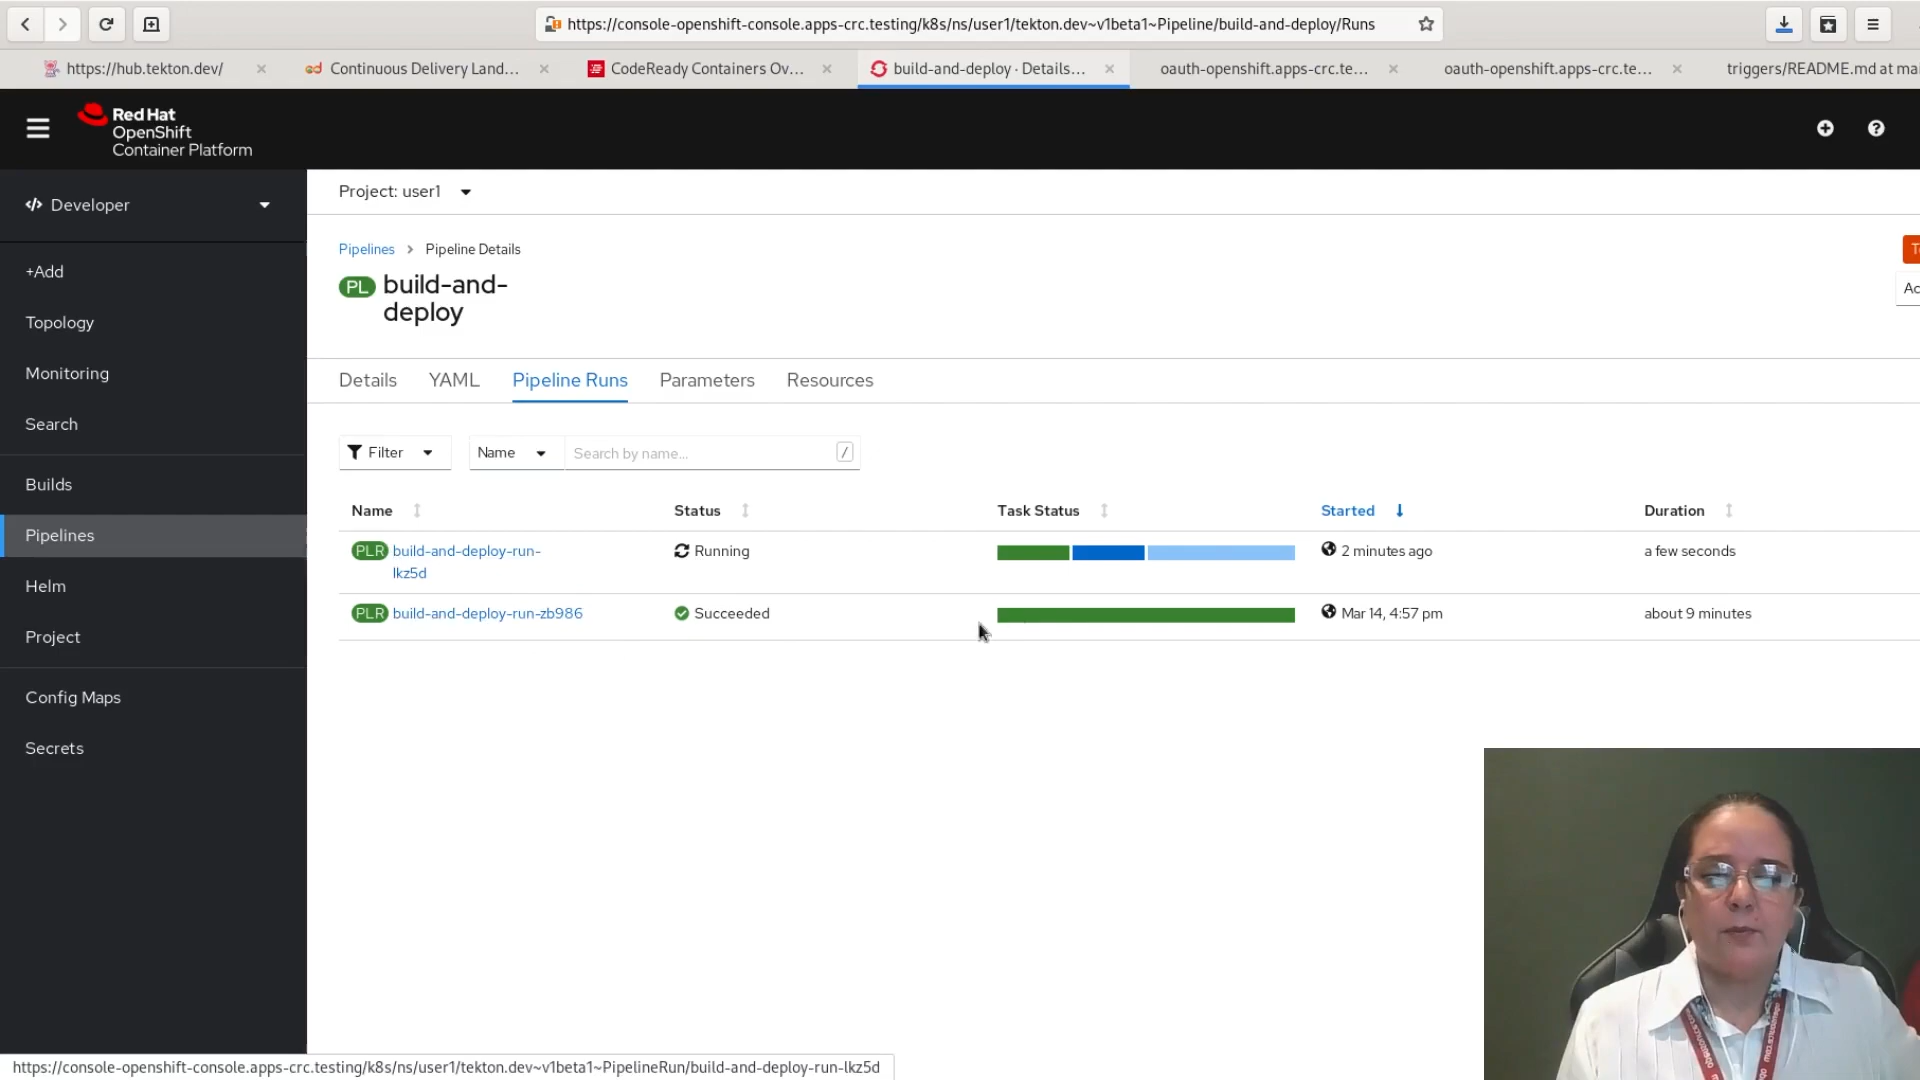 https://console-openshift-console.apps-crc.testing/k8s/ns/user1/tekton.dev~v1beta1~Pipeline/build-and-deploy/Runs
https://hub.tekton.dev/
Continuous Delivery Land...
CodeReady Containers Ov...
build-and-deploy · Details...
oauth-openshift.apps-crc.te...
oauth-openshift.apps-crc.te...
triggers/README.md at mai
Red Hat
OpenShift
Container Platform
Developer
+Add
Topology
Monitoring
Search
Builds
Pipelines
Helm
Project
Config Maps
Secrets
Project: user1
Pipelines
Pipeline Details
PL build-and-
deploy
Ac
Details YAML Pipeline Runs Parameters Resources
Filter Name Search by name... /
Name Status Task Status Started Duration
PLR build-and-deploy-run-
lkz5d
Running
2 minutes ago
a few seconds
PLR build-and-deploy-run-zb986
Succeeded
Mar 14, 4:57 pm
about 9 minutes
https://console-openshift-console.apps-crc.testing/k8s/ns/user1/tekton.dev~v1beta1~PipelineRun/build-and-deploy-run-lkz5d